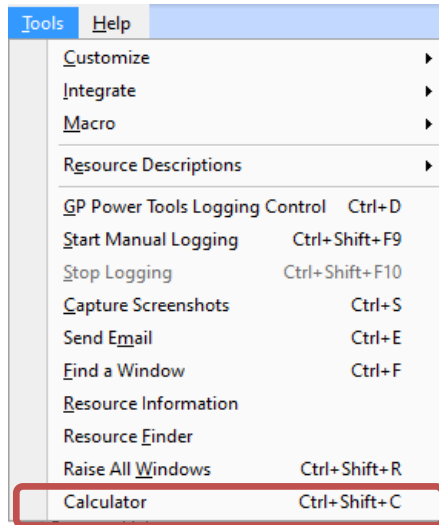 Tools Help
Customize
Integrate
Macro
Resource Descriptions
GP Power Tools Logging Control Ctrl+D
Start Manual Logging Ctrl+Shift+F9
Stop Logging Ctrl+Shift+F10
Capture Screenshots Ctrl+S
Send Email Ctrl+E
Find a Window Ctrl+F
Resource Information
Resource Finder
Raise All Windows Ctrl+Shift+R
Calculator Ctrl+Shift+C